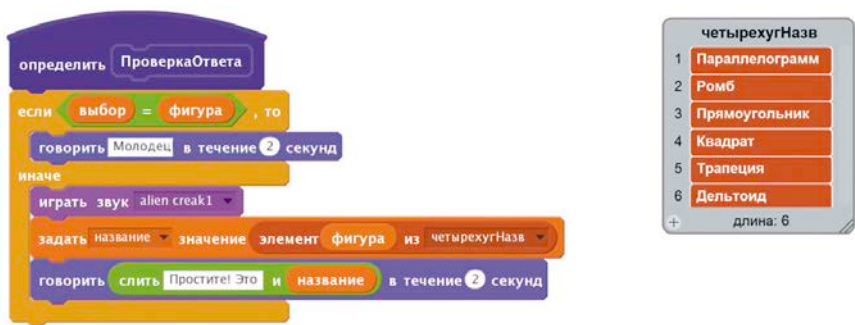 определить ПроверкаОтвета
если выбор = фигура , то
говорить Молодец в течение 2 секунд
иначе
играть звук alien creak1
задать название значение элемент фигура из четырехугНазв
говорить слить Простите! Это и название в течение 2 секунд
четырехугНазв
1 Параллелограмм
2 Ромб
3 Прямоугольник
4 Квадрат
5 Трапеция
6 Дельтоид
+ длина: 6